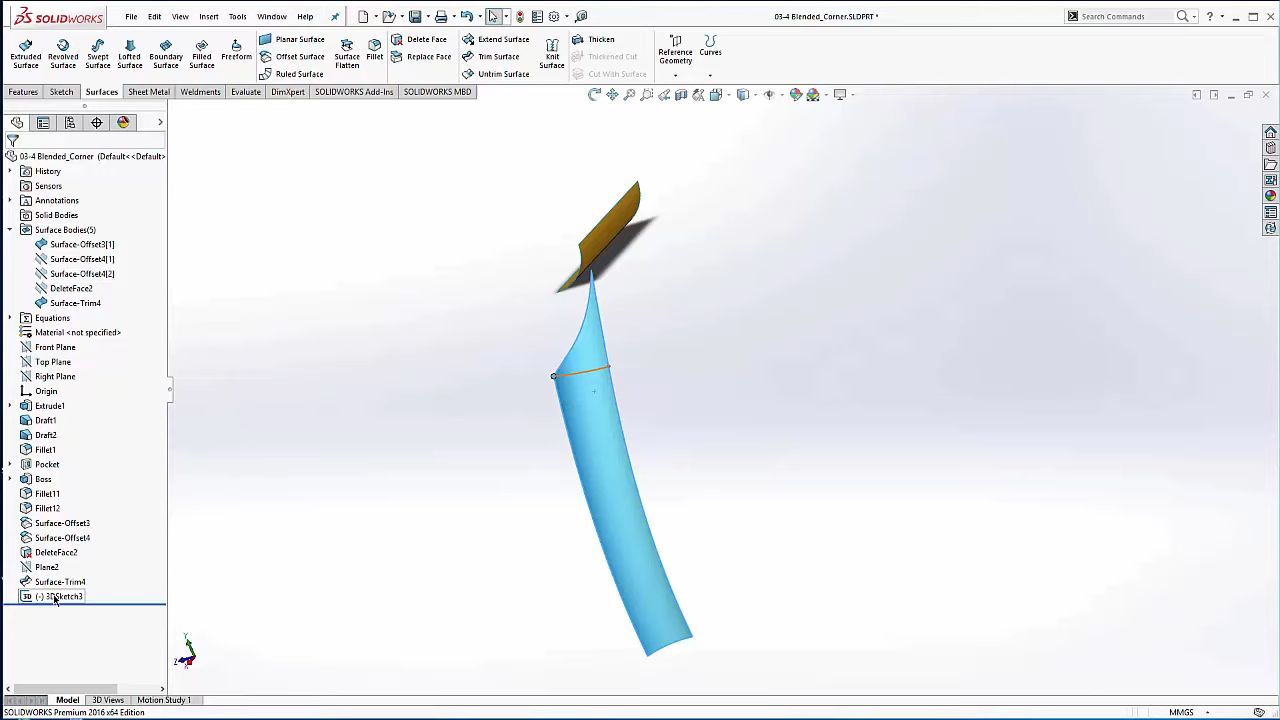 SOLIDWORKS
File
Edit
View
Insert
Tools
Window
Help
03-4 Blended_Corner.SLDPRT *
Search Commands
Extruded Surface
Revolved Surface
Swept Surface
Lofted Surface
Boundary Surface
Filled Surface
Freeform
Planar Surface
Offset Surface
Ruled Surface
Surface Flatten
Fillet
Delete Face
Replace Face
Extend Surface
Trim Surface
Untrim Surface
Knit Surface
Thicken
Thickened Cut
Cut With Surface
Reference Geometry
Curves
Features
Sketch
Surfaces
Sheet Metal
Weldments
Evaluate
DimXpert
SOLIDWORKS Add-Ins
SOLIDWORKS MBD
03-4 Blended_Corner (Default<<Default>
History
Sensors
Annotations
Solid Bodies
Surface Bodies(5)
Surface-Offset3[1]
Surface-Offset4[1]
Surface-Offset4[2]
DeleteFace2
Surface-Trim4
Equations
Material <not specified>
Front Plane
Top Plane
Right Plane
Origin
Extrude1
Draft1
Draft2
Fillet1
Pocket
Boss
Fillet11
Fillet12
Surface-Offset3
Surface-Offset4
DeleteFace2
Plane2
Surface-Trim4
3D (-) 3DSketch3
Y
Z
Model
3D Views
Motion Study 1
SOLIDWORKS Premium 2016 x64 Edition
MMGS